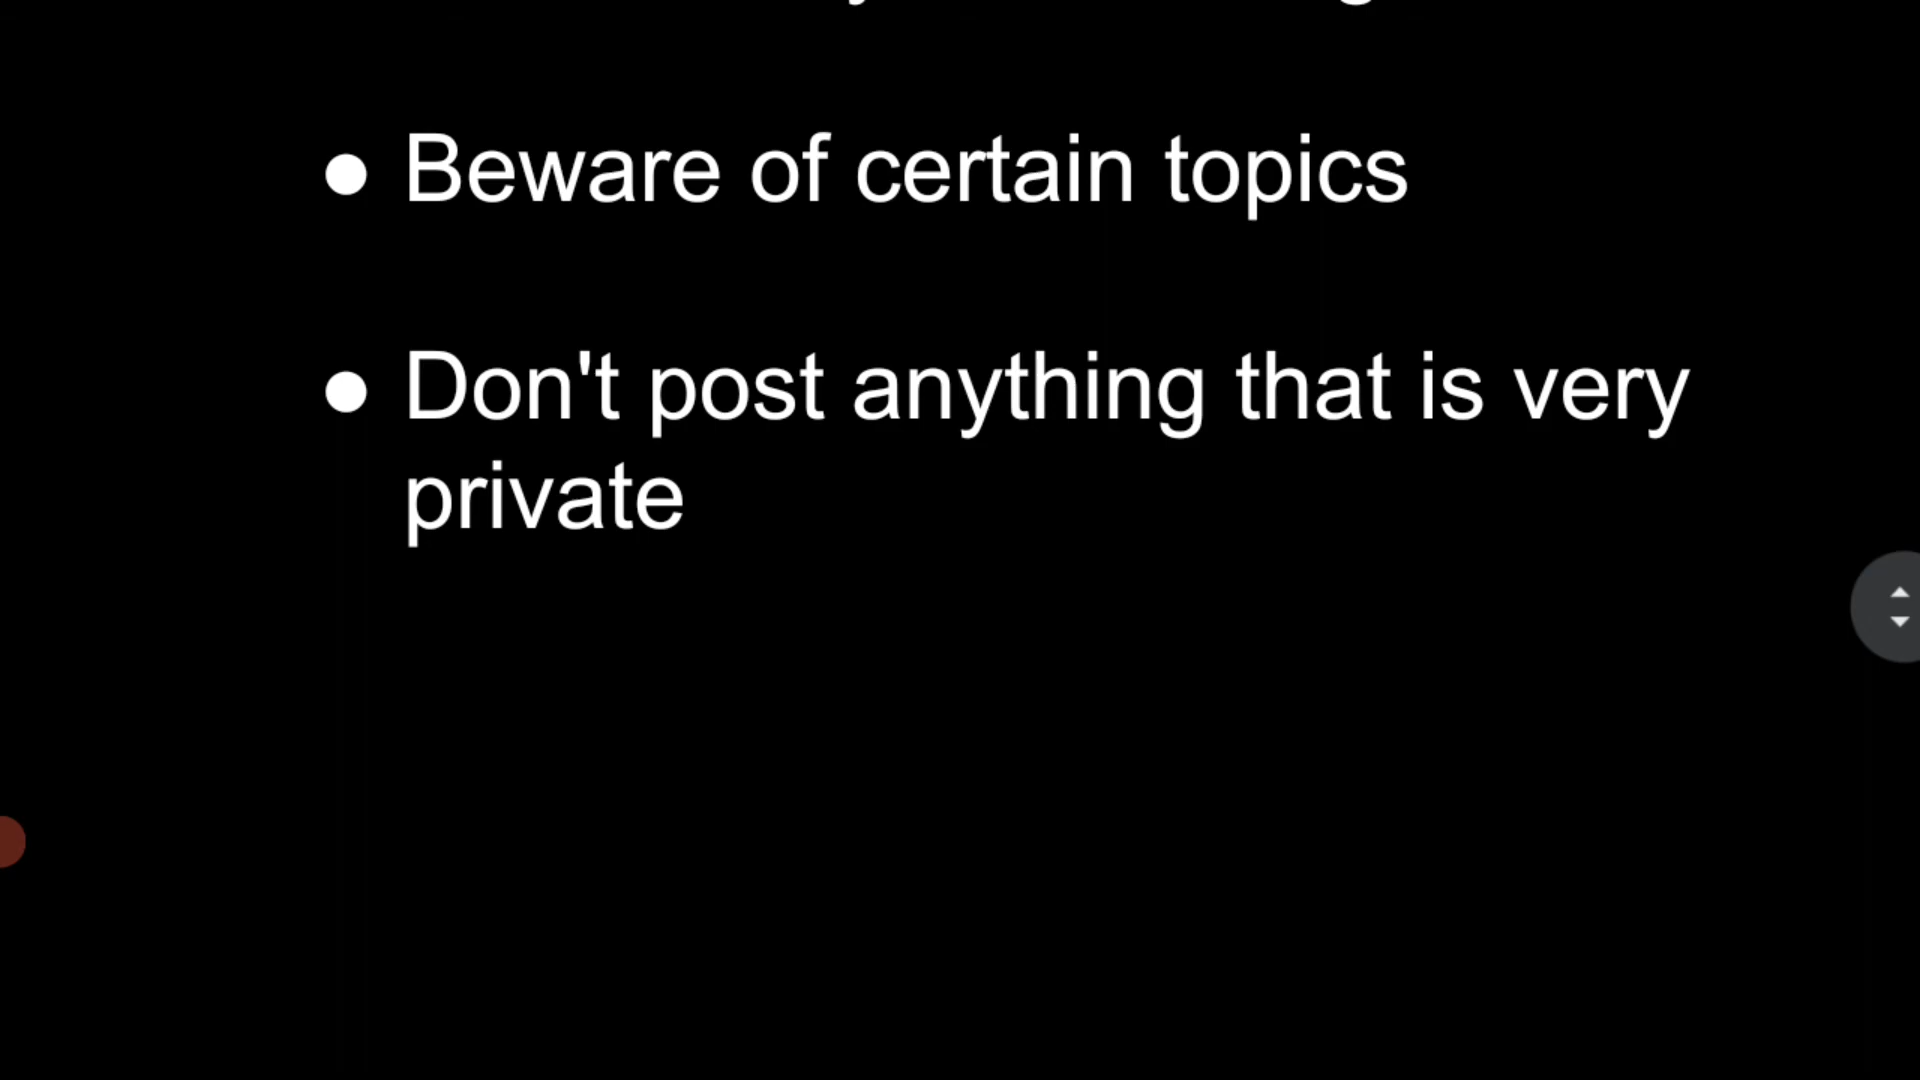 ● Beware of certain topics
● Don't post anything that is very
private